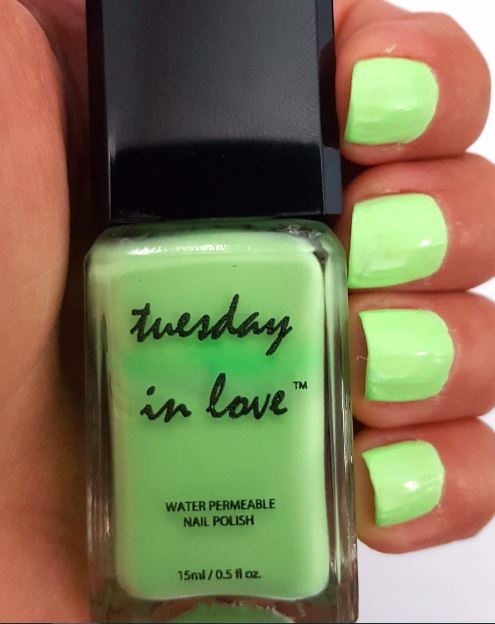 tuesday
in love™
WATER PERMEABLE
NAIL POLISH
15ml / 0.5 fl oz.